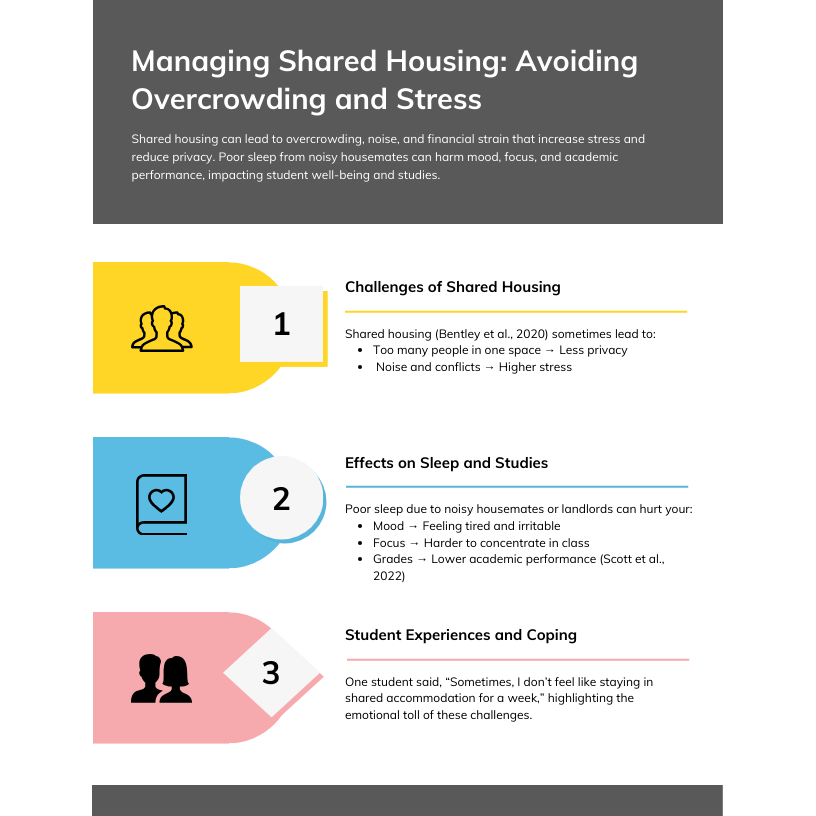 Managing Shared Housing: Avoiding
Overcrowding and Stress
Shared housing can lead to overcrowding, noise, and financial strain that increase stress and
reduce privacy. Poor sleep from noisy housemates can harm mood, focus, and academic
performance, impacting student well-being and studies.
1
Challenges of Shared Housing
Shared housing (Bentley et al., 2020) sometimes lead to:
• Too many people in one space → Less privacy
• Noise and conflicts → Higher stress
2
Effects on Sleep and Studies
Poor sleep due to noisy housemates or landlords can hurt your:
• Mood → Feeling tired and irritable
• Focus → Harder to concentrate in class
• Grades → Lower academic performance (Scott et al.,
2022)
3
Student Experiences and Coping
One student said, “Sometimes, I don’t feel like staying in
shared accommodation for a week,” highlighting the
emotional toll of these challenges.